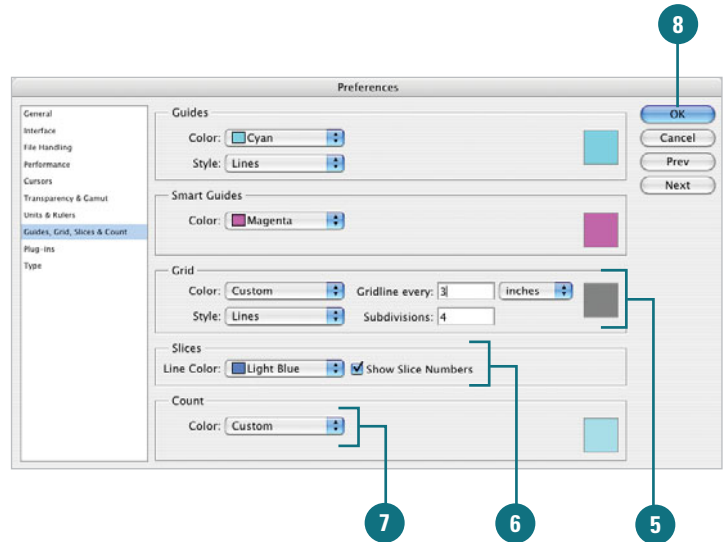 8
Preferences
General
Interface
File Handling
Performance
Cursors
Transparency & Gamut
Units & Rulers
Guides, Grid, Slices & Count
Plug-Ins
Type
Guides
Color: Cyan
Style: Lines
Smart Guides
Color: Magenta
Grid
Color: Custom Gridline every: 3 inches
Style: Lines Subdivisions: 4
Slices
Line Color: Light Blue Show Slice Numbers
Count
Color: Custom
OK
Cancel
Prev
Next
7 6 5